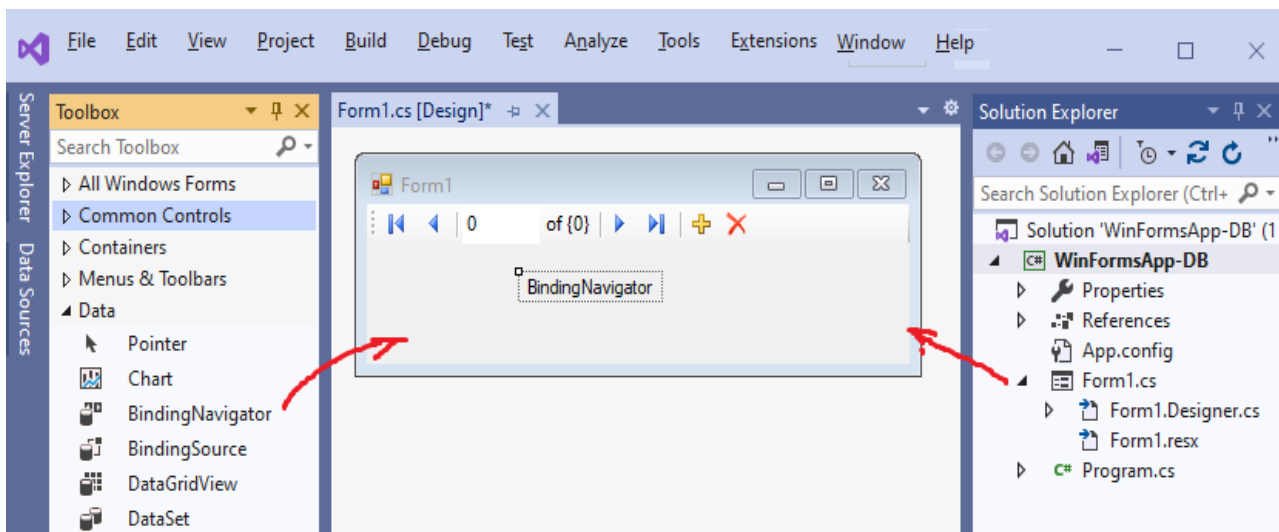 File Edit View Project Build Debug Test Analyze Tools Extensions Window Help
Server Explorer
Data Sources
Toolbox
Search Toolbox
All Windows Forms
Common Controls
Containers
Menus & Toolbars
Data
Pointer
Chart
BindingNavigator
BindingSource
DataGridView
DataSet
Form1.cs [Design]*
Form1
0 of {0}
BindingNavigator
Solution Explorer
Search Solution Explorer (Ctrl+
Solution 'WinFormsApp-DB' (1
C# WinFormsApp-DB
Properties
References
App.config
Form1.cs
Form1.Designer.cs
Form1.resx
C# Program.cs